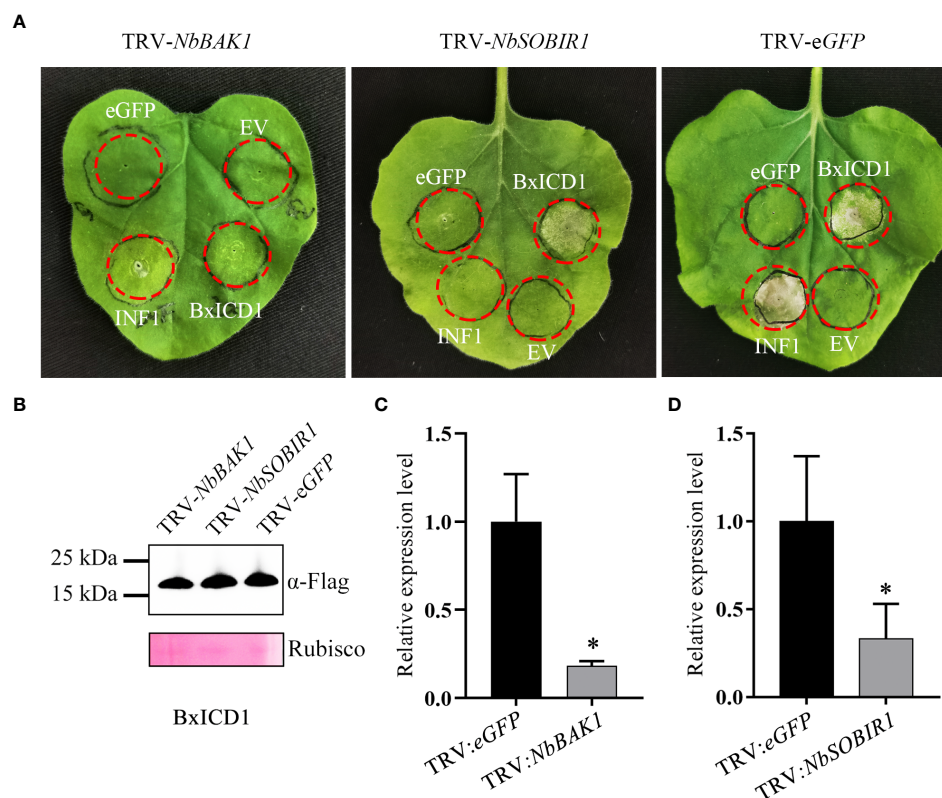 A
TRV-NbBAK1
TRV-NbSOBIR1
TRV-eGFP
eGFP
EV
INF1
BxICD1
eGFP
BxICD1
INF1
EV
eGFP
BxICD1
INF1
EV
B
TRV-NbBAK1
TRV-NbSOBIR1
TRV-eGFP
25 kDa
15 kDa
α-Flag
Rubisco
BxICD1
C
Relative expression level
1.5
1.0
0.5
0.0
*
TRV:eGFP
TRV:NbBAK1
D
Relative expression level
1.5
1.0
0.5
0.0
*
TRV:eGFP
TRV:NbSOBIR1